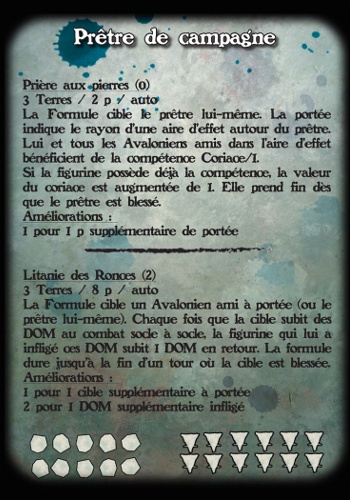 Prêtre de campagne
Prière aux pierres (0)
3 Terres / 2 p / auto
La Formule cible le prêtre lui-même. La portée
indique le rayon d'une aire d'effet autour du prêtre.
Lui et tous les Avaloniens amis dans l'aire d'effet
bénéficient de la compétence Coriace/1.
Si la figurine possède déjà la compétence, la valeur
du coriace est augmentée de 1. Elle prend fin dès
que le prêtre est blessé.
Améliorations :
1 pour 1 p supplémentaire de portée
Litanie des Ronces (2)
3 Terres / 8 p / auto
La Formule cible un Avalonien ami à portée (ou le
prêtre lui-même). Chaque fois que la cible subit des
DOM au combat socle à socle, la figurine qui lui a
infligé ces DOM subit 1 DOM en retour. La formule
dure jusqu'à la fin d'un tour où la cible est blessée.
Améliorations :
1 pour 1 cible supplémentaire à portée
2 pour 1 DOM supplémentaire infligé